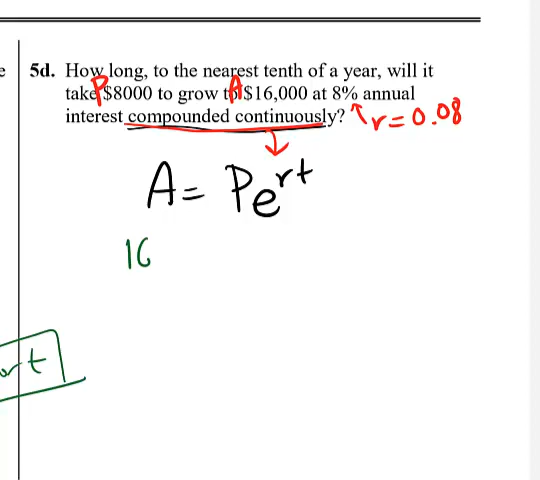 e
5d. How long, to the nearest tenth of a year, will it
take $8000 to grow to $16,000 at 8% annual
P A
interest compounded continuously? r = 0.08
A = Pe^rt
16
rt